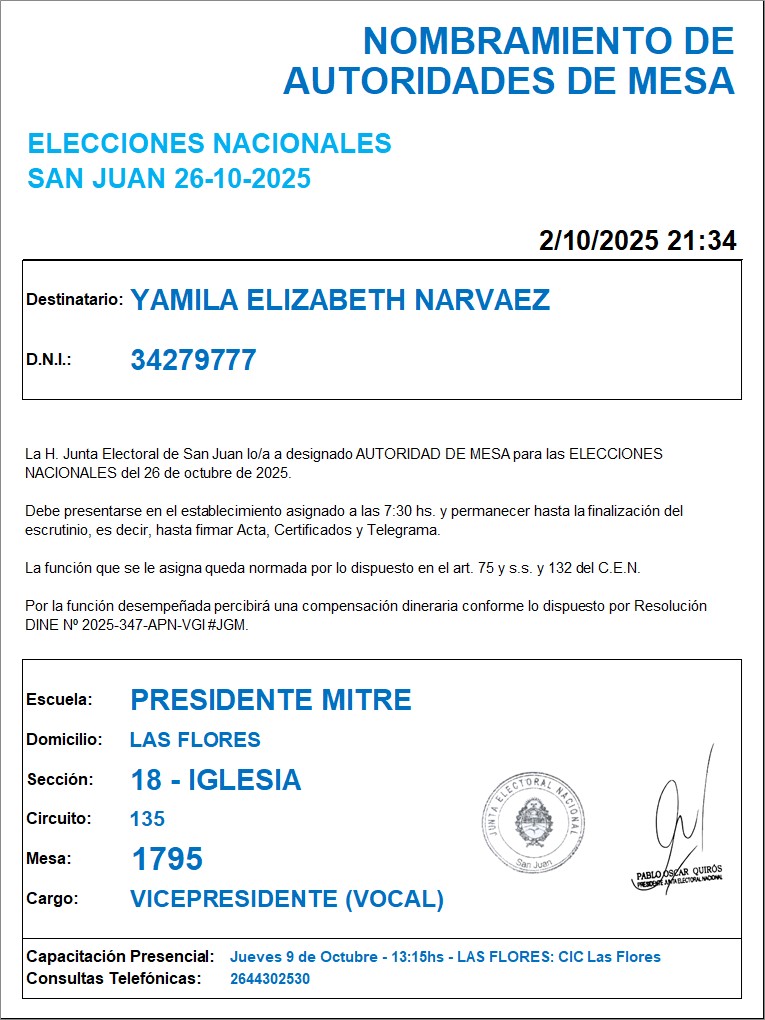 NOMBRAMIENTO DE
AUTORIDADES DE MESA
ELECCIONES NACIONALES
SAN JUAN 26-10-2025
2/10/2025 21:34
Destinatario: YAMILA ELIZABETH NARVAEZ
D.N.I.: 34279777
La H. Junta Electoral de San Juan lo/a a designado AUTORIDAD DE MESA para las ELECCIONES
NACIONALES del 26 de octubre de 2025.
Debe presentarse en el establecimiento asignado a las 7:30 hs. y permanecer hasta la finalización del
escrutinio, es decir, hasta firmar Acta, Certificados y Telegrama.
La función que se le asigna queda normada por lo dispuesto en el art. 75 y s.s. y 132 del C.E.N.
Por la función desempeñada percibirá una compensación dineraria conforme lo dispuesto por Resolución
DINE Nº 2025-347-APN-VGI#JGM.
Escuela: PRESIDENTE MITRE
Domicilio: LAS FLORES
Sección: 18 - IGLESIA
Circuito: 135
Mesa: 1795
Cargo: VICEPRESIDENTE (VOCAL)
JUNTA ELECTORAL NACIONAL
San Juan
PABLO OSCAR QUIRÓS
PRESIDENTE JUNTA ELECTORAL NACIONAL
Capacitación Presencial: Jueves 9 de Octubre - 13:15hs - LAS FLORES: CIC Las Flores
Consultas Telefónicas: 2644302530